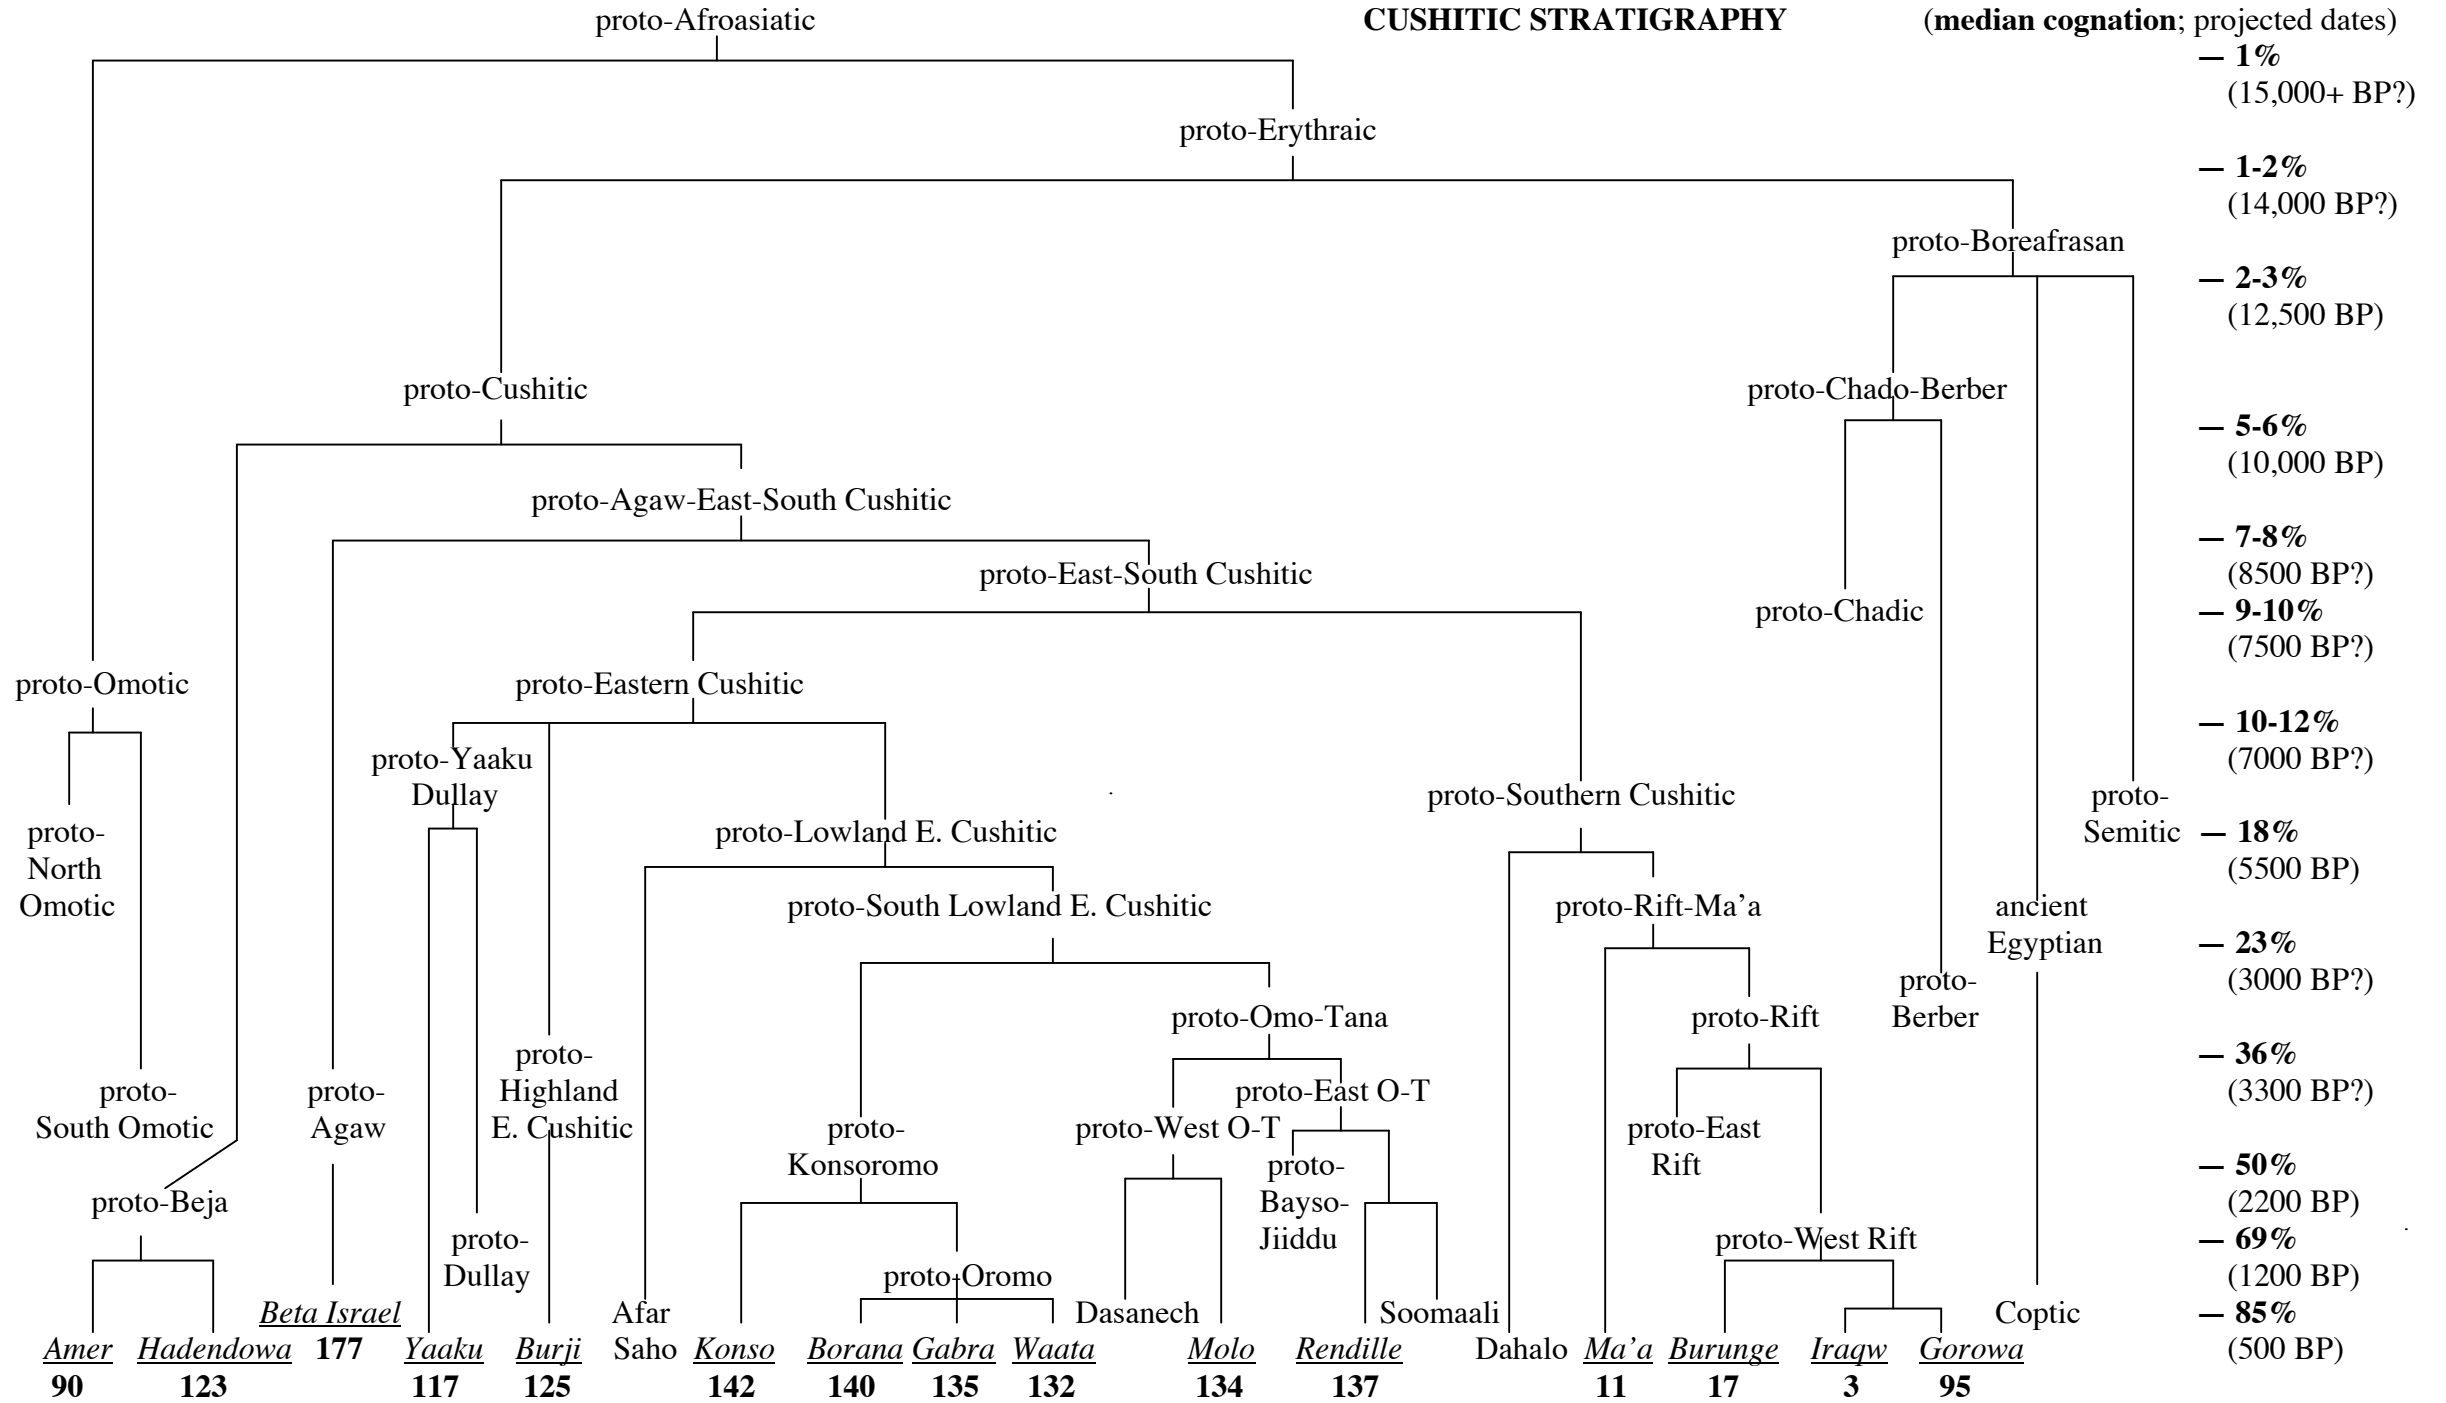 proto-Afroasiatic
CUSHITIC STRATIGRAPHY
(median cognation; projected dates)
— 1%
(15,000+ BP?)
proto-Erythraic
— 1-2%
(14,000 BP?)
proto-Boreafrasan
— 2-3%
(12,500 BP)
proto-Cushitic
proto-Chado-Berber
— 5-6%
(10,000 BP)
proto-Agaw-East-South Cushitic
— 7-8%
(8500 BP?)
proto-East-South Cushitic
proto-Chadic
— 9-10%
(7500 BP?)
proto-Omotic
proto-Eastern Cushitic
— 10-12%
(7000 BP?)
proto-Yaaku
Dullay
proto-Southern Cushitic
proto-
Semitic
proto-
North
Omotic
proto-Lowland E. Cushitic
— 18%
(5500 BP)
proto-South Lowland E. Cushitic
proto-Rift-Ma’a
ancient
Egyptian
— 23%
(3000 BP?)
proto-
Berber
proto-Omo-Tana
proto-Rift
proto-
Highland
E. Cushitic
— 36%
(3300 BP?)
proto-
South Omotic
proto-
Agaw
proto-East O-T
proto-West O-T
proto-
Konsoromo
proto-East
Rift
proto-
Bayso-
Jiiddu
— 50%
(2200 BP)
proto-Beja
proto-
Dullay
proto-West Rift
— 69%
(1200 BP)
proto-Oromo
Beta Israel
177
Afar
Saho
Dasanech
Soomaali
Coptic
— 85%
(500 BP)
Amer
90
Hadendowa
123
Yaaku
117
Burji
125
Konso
142
Borana
140
Gabra
135
Waata
132
Molo
134
Rendille
137
Dahalo
Ma’a
11
Burunge
17
Iraqw
3
Gorowa
95